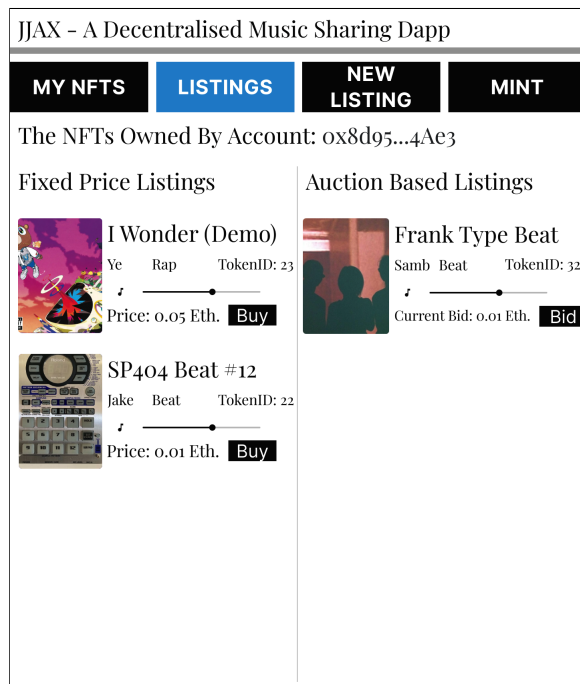 JJAX - A Decentralised Music Sharing Dapp
MY NFTS
LISTINGS
NEW
LISTING
MINT
The NFTs Owned By Account: 0x8d95...4Ae3
Fixed Price Listings
I Wonder (Demo)
Ye Rap TokenID: 23
Price: 0.05 Eth. Buy
SP404 Beat #12
Jake Beat TokenID: 22
Price: 0.01 Eth. Buy
Auction Based Listings
Frank Type Beat
Samb Beat TokenID: 32
Current Bid: 0.01 Eth. Bid